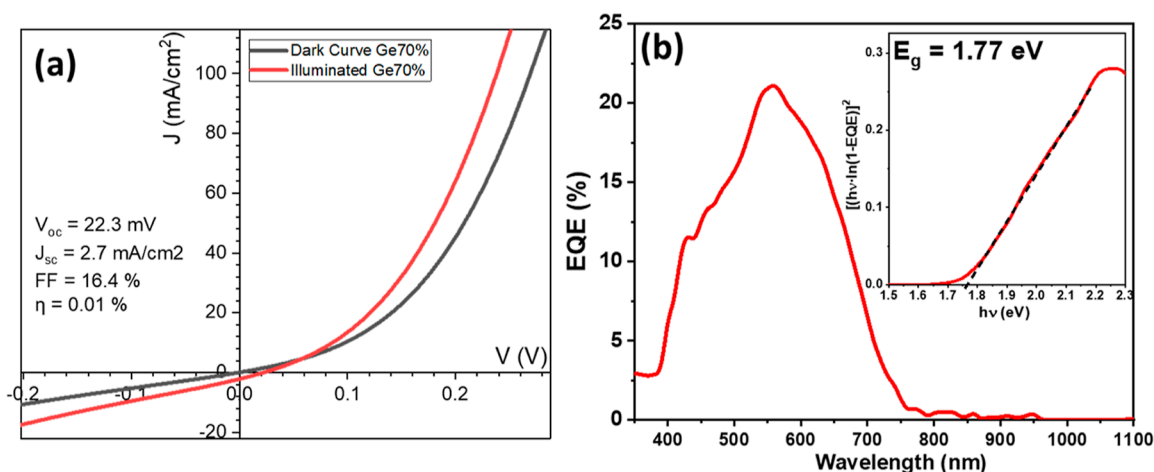 (a)
J (mA/cm²)
Dark Curve Ge70%
Illuminated Ge70%
100
80
60
40
20
0
-20
V_oc = 22.3 mV
J_sc = 2.7 mA/cm2
FF = 16.4 %
η = 0.01 %
V (V)
-0.2
-0.1
0.0
0.1
0.2
(b)
EQE (%)
25
20
15
10
5
0
400
500
600
700
800
900
1000
1100
Wavelength (nm)
E_g = 1.77 eV
[(hν·ln(1-EQE)]²
0.3
0.2
0.1
0.0
1.5
1.6
1.7
1.8
1.9
2.0
2.1
2.2
2.3
hν (eV)